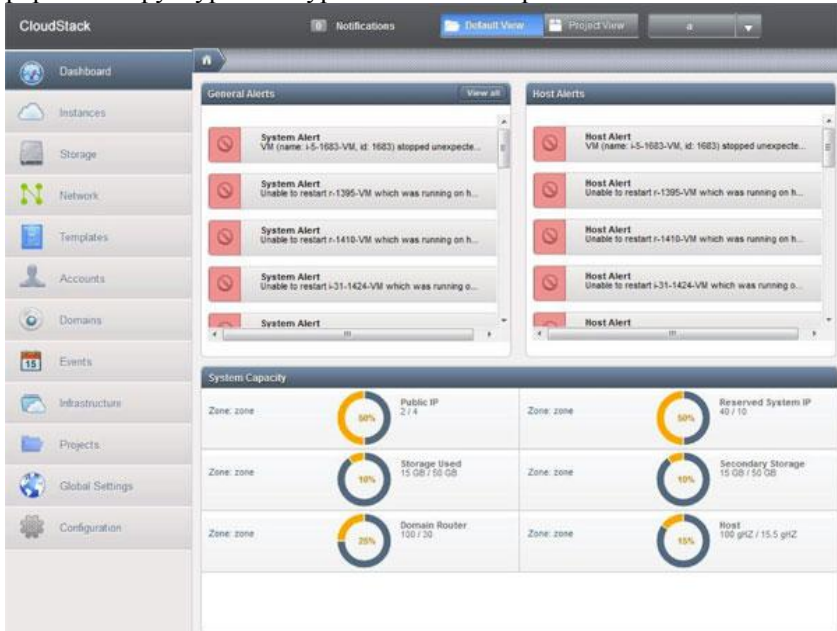 CloudStack
0 Notifications
Default View
Project View
a
Dashboard
Instances
Storage
Network
Templates
Accounts
Domains
15
Events
Infrastructure
Projects
Global Settings
Configuration
General Alerts
View all
System Alert
VM (name: i-5-1683-VM, id: 1683) stopped unexpecte...
System Alert
Unable to restart r-1395-VM which was running on h...
System Alert
Unable to restart r-1410-VM which was running on h...
System Alert
Unable to restart i-31-1424-VM which was running o...
System Alert
Host Alerts
Host Alert
VM (name: i-5-1683-VM, id: 1683) stopped unexpecte...
Host Alert
Unable to restart r-1395-VM which was running on h...
Host Alert
Unable to restart r-1410-VM which was running on h...
Host Alert
Unable to restart i-31-1424-VM which was running o...
Host Alert
System Capacity
Zone: zone
50%
Public IP
2 / 4
Zone: zone
50%
Reserved System IP
40 / 10
Zone: zone
10%
Storage Used
15 GB / 50 GB
Zone: zone
10%
Secondary Storage
15 GB / 50 GB
Zone: zone
25%
Domain Router
100 / 30
Zone: zone
15%
Host
100 gHZ / 15.5 gHZ